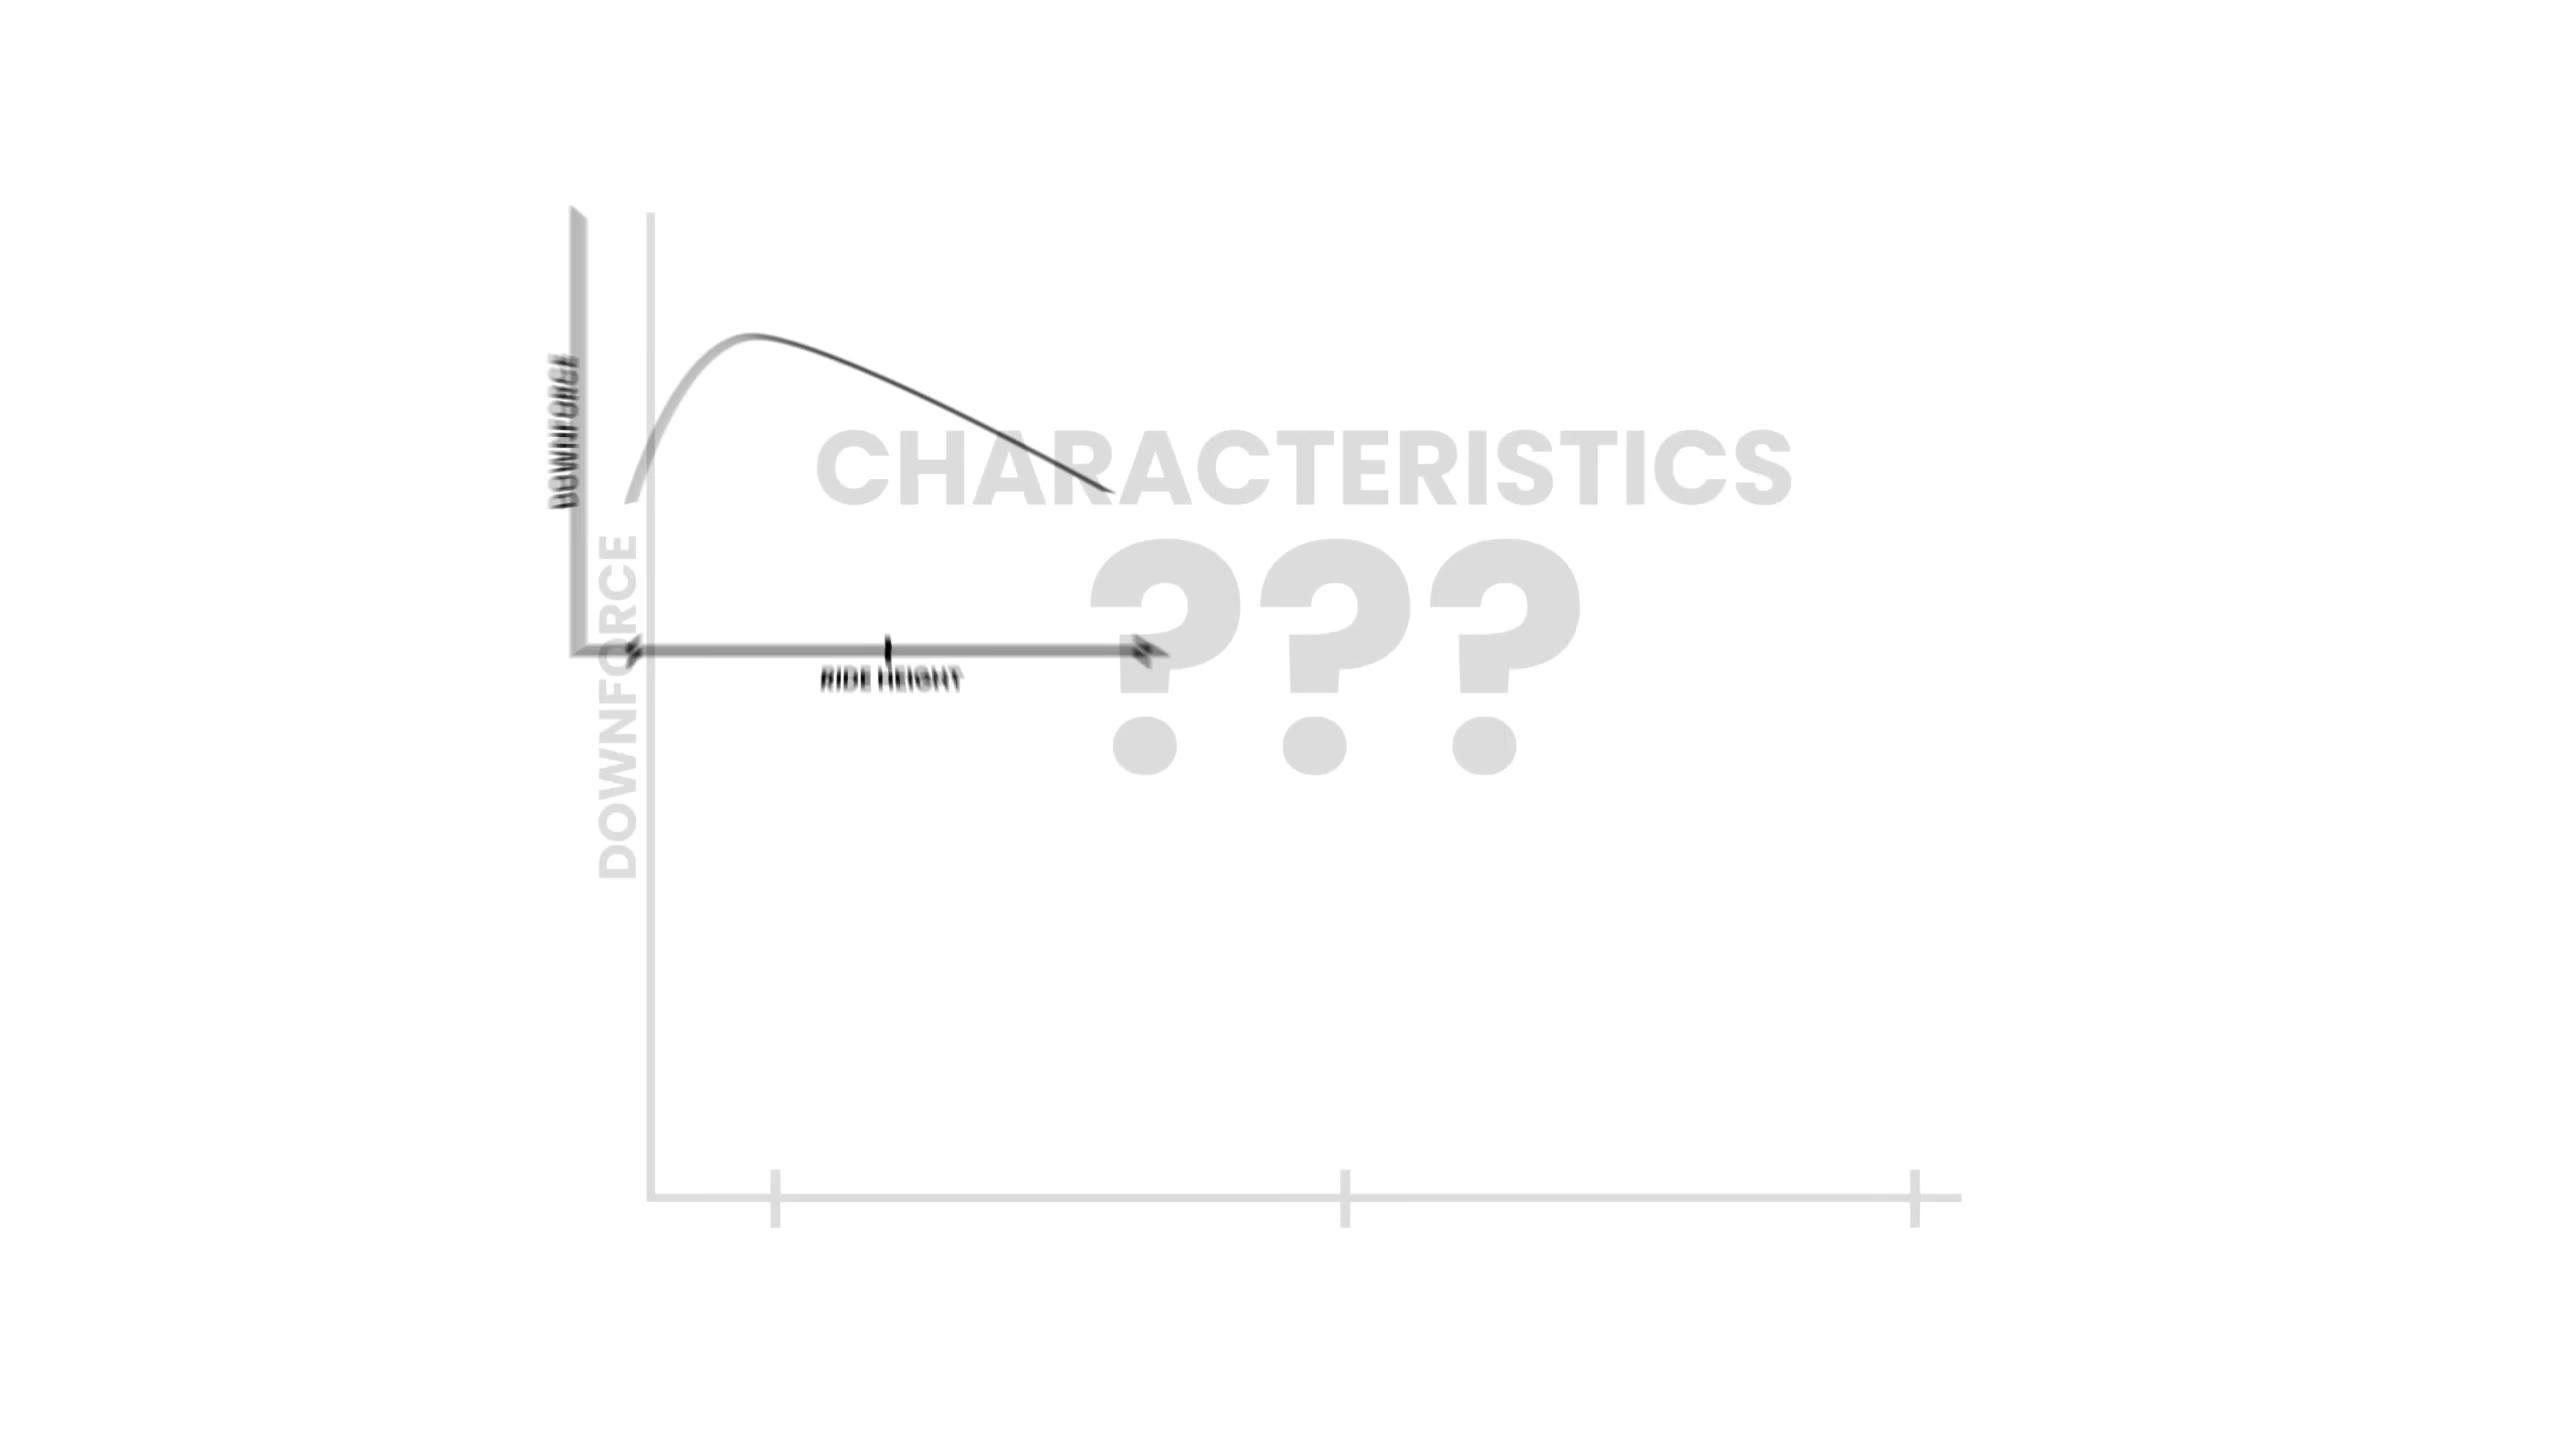 DOWNFORCE
RIDE HEIGHT
CHARACTERISTICS
???
DOWNFORCE